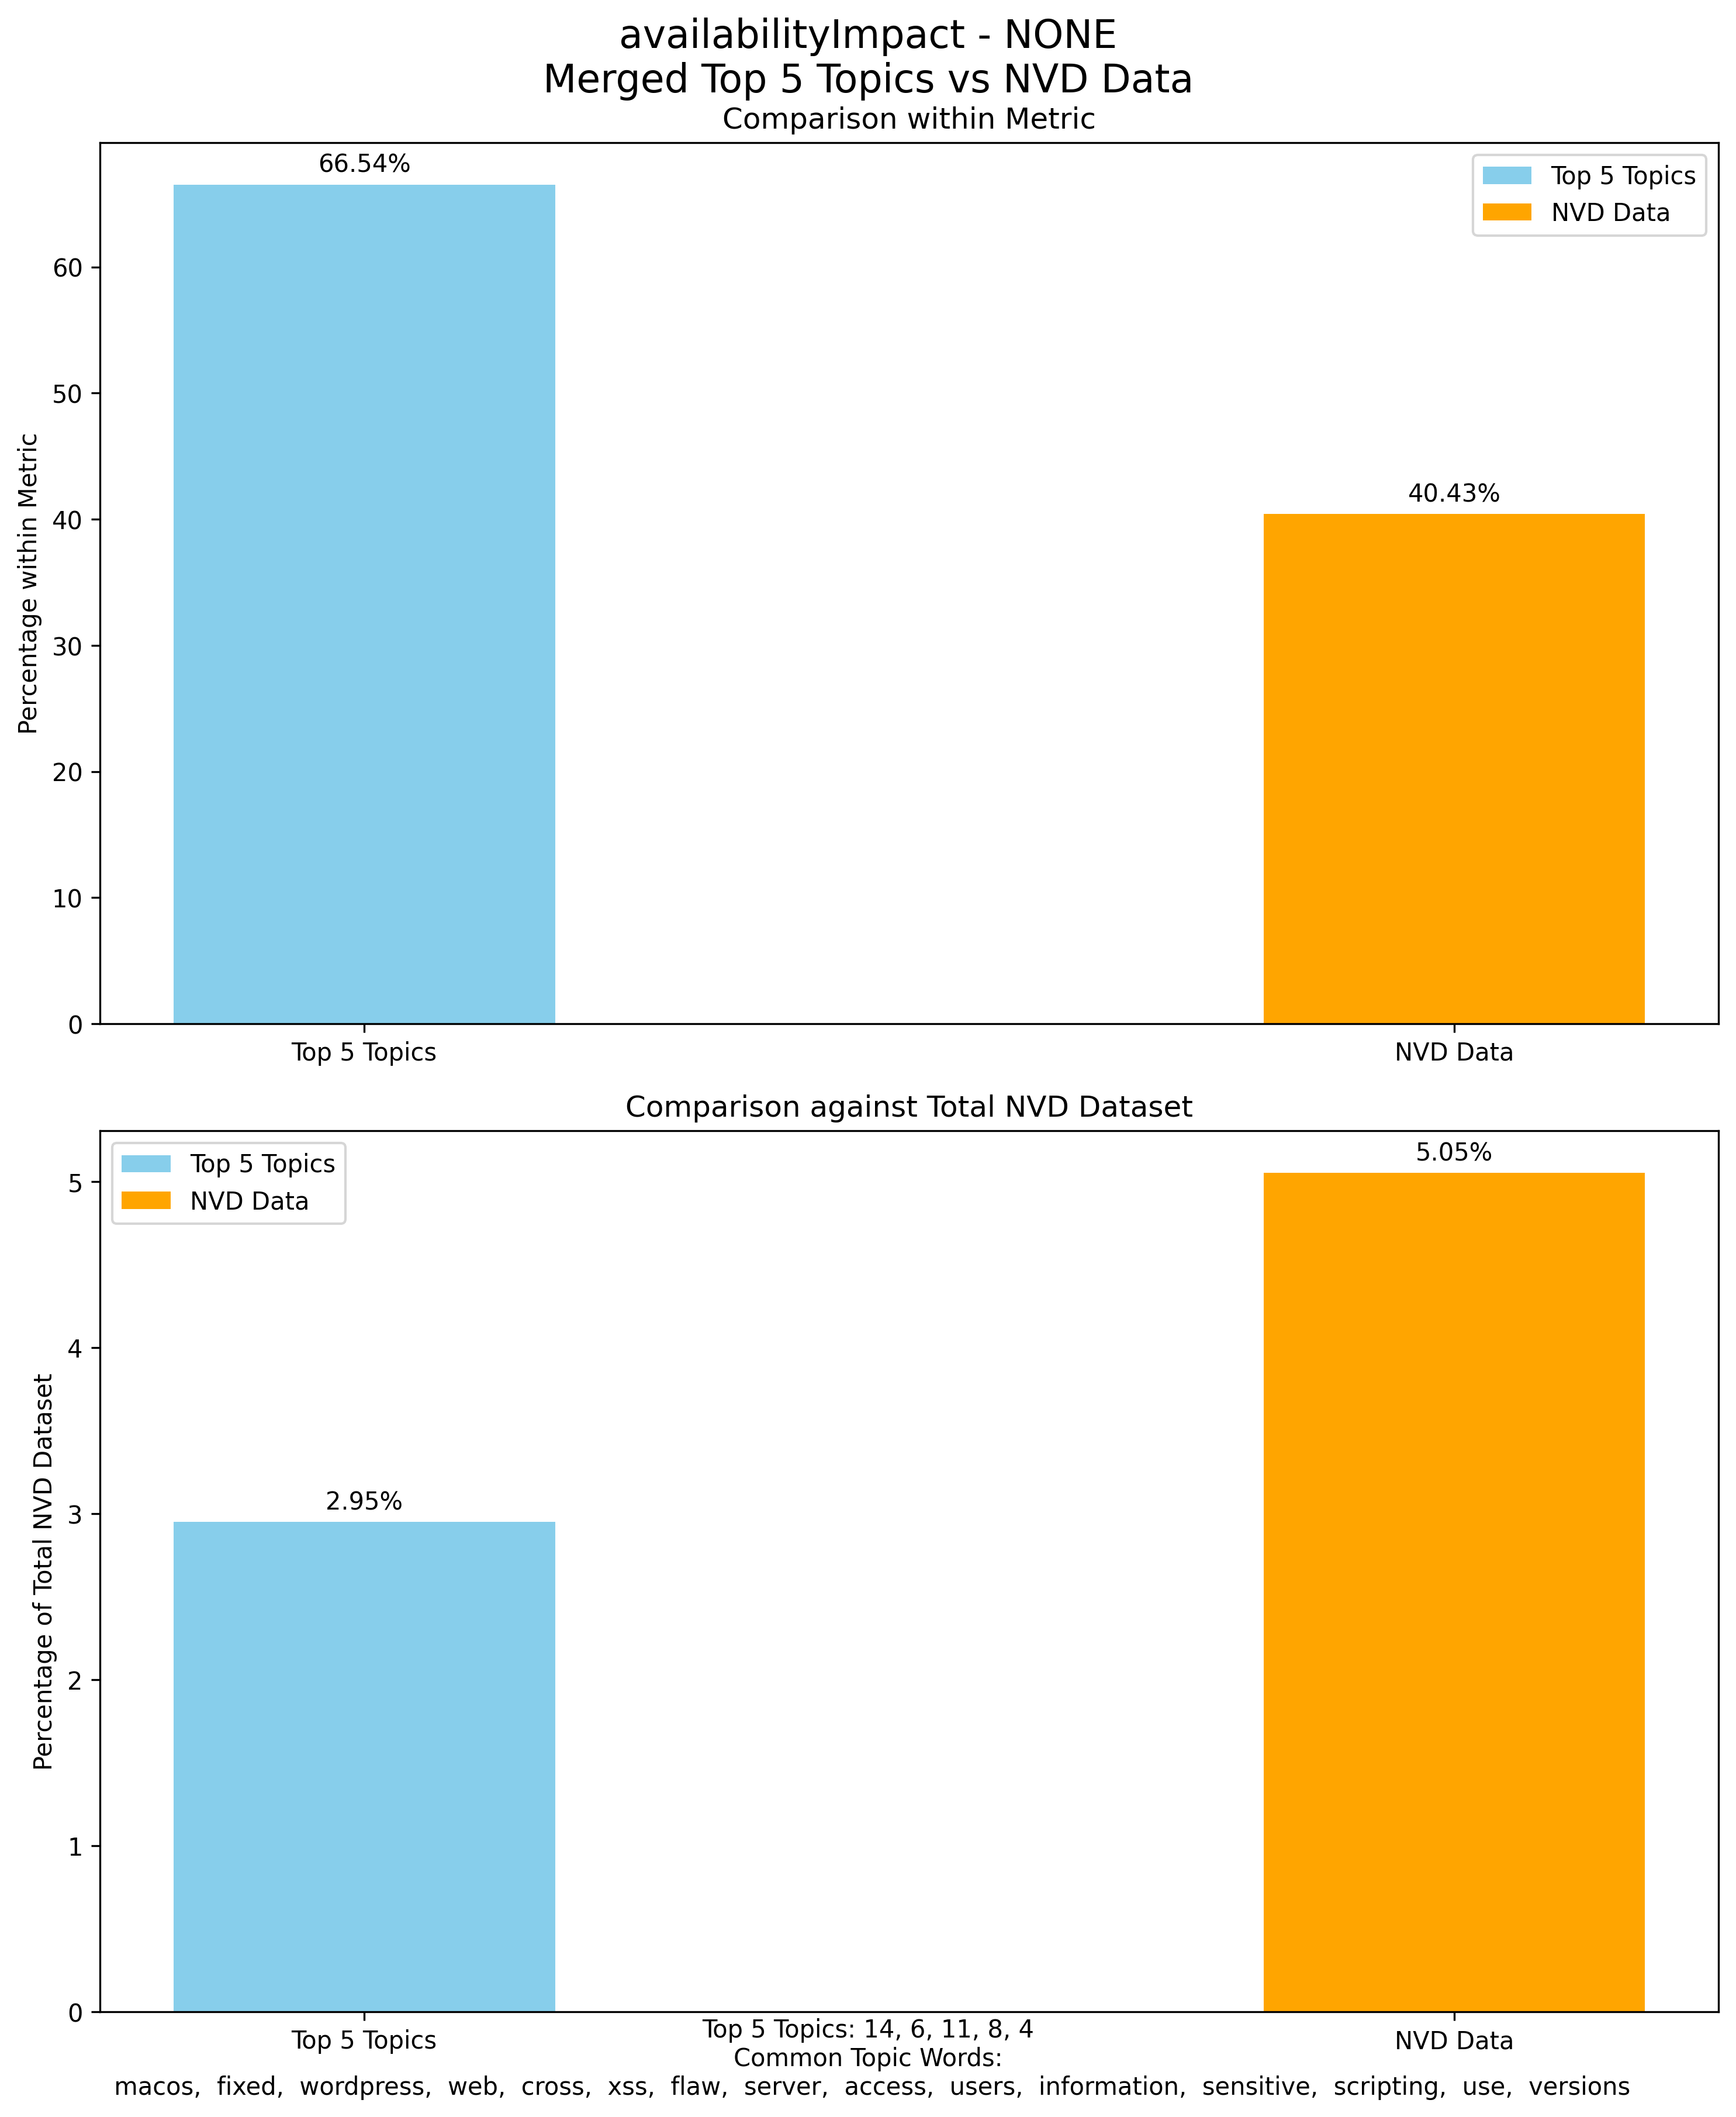 availabilityImpact - NONE
Merged Top 5 Topics vs NVD Data
Comparison within Metric
66.54%
Top 5 Topics
NVD Data
40.43%
Percentage within Metric
60
50
40
30
20
10
0
Top 5 Topics
NVD Data
Comparison against Total NVD Dataset
Top 5 Topics
NVD Data
5.05%
2.95%
Percentage of Total NVD Dataset
5
4
3
2
1
0
Top 5 Topics
NVD Data
Top 5 Topics: 14, 6, 11, 8, 4
Common Topic Words:
macos, fixed, wordpress, web, cross, xss, flaw, server, access, users, information, sensitive, scripting, use, versions